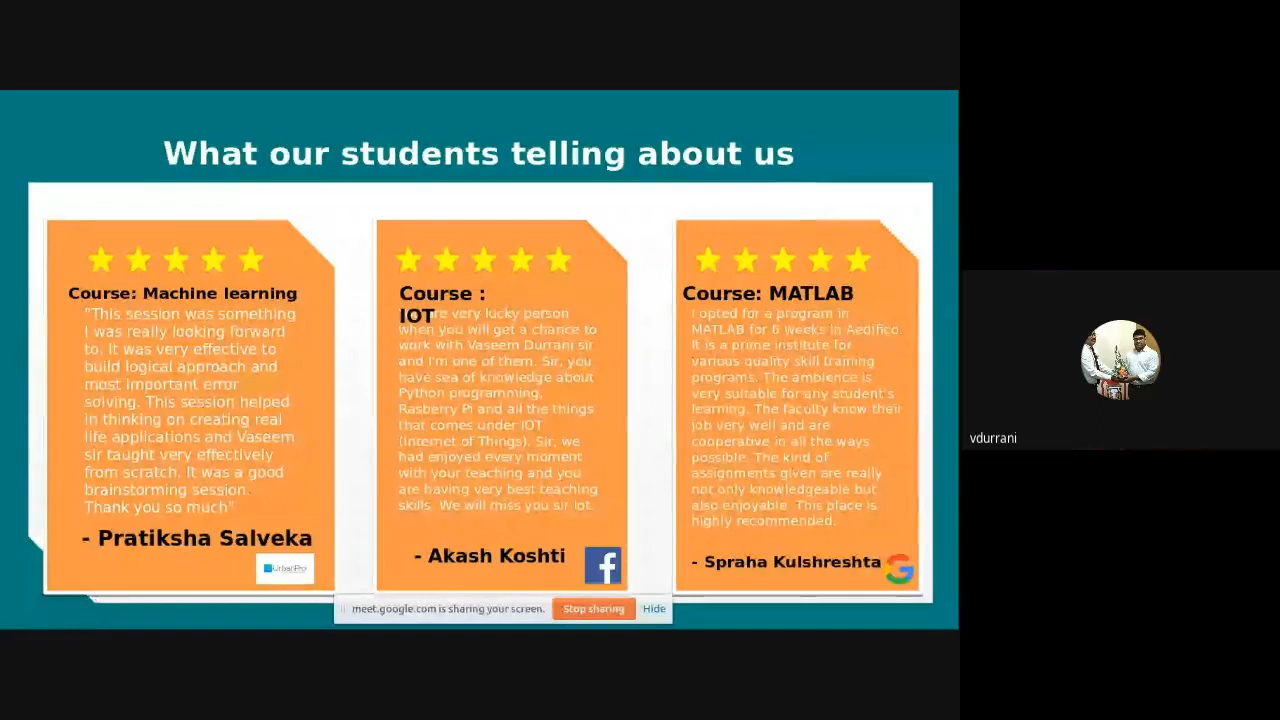 What our students telling about us
Course: Machine learning
"This session was something
I was really looking forward
to. It was very effective to
build logical approach and
most important error
solving. This session helped
in thinking on creating real
life applications and Vaseem
sir taught very effectively
from scratch. It was a good
brainstorming session.
Thank you so much"
- Pratiksha Salveka
UrbanPro
Course :
IOT
re very lucky person
when you will get a chance to
work with Vaseem Durrani sir
and I'm one of them. Sir, you
have sea of knowledge about
Python programming,
Rasberry Pi and all the things
that comes under IOT
(Internet of Things). Sir, we
had enjoyed every moment
with your teaching and you
are having very best teaching
skills. We will miss you sir lot.
- Akash Koshti
f
Course: MATLAB
I opted for a program in
MATLAB for 6 weeks in Aedifico.
It is a prime institute for
various quality skill training
programs. The ambience is
very suitable for any student's
learning. The faculty know their
job very well and are
cooperative in all the ways
possible. The kind of
assignments given are really
not only knowledgeable but
also enjoyable. This place is
highly recommended.
- Spraha Kulshreshta
G
meet.google.com is sharing your screen. Stop sharing Hide
vdurrani